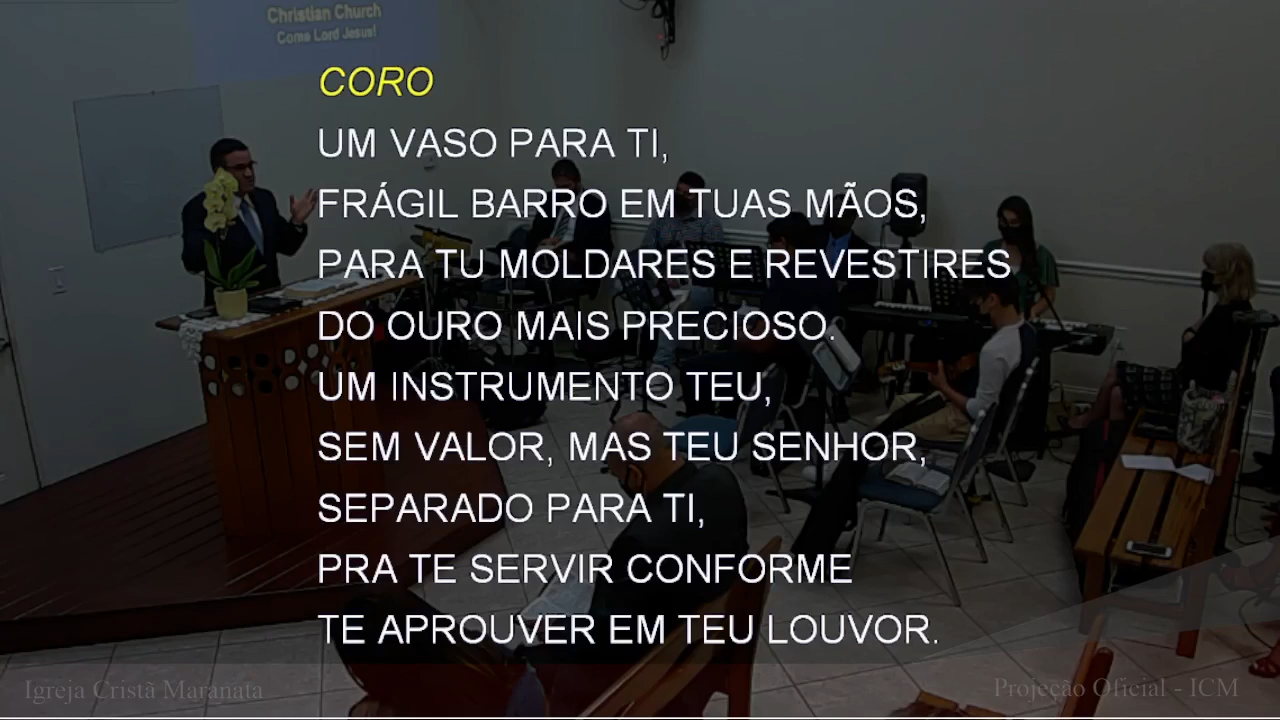 Christian Church
Come Lord Jesus!
CORO
UM VASO PARA TI,
FRÁGIL BARRO EM TUAS MÃOS,
PARA TU MOLDARES E REVESTIRES
DO OURO MAIS PRECIOSO.
UM INSTRUMENTO TEU,
SEM VALOR, MAS TEU SENHOR,
SEPARADO PARA TI,
PRA TE SERVIR CONFORME
TE APROUVER EM TEU LOUVOR.
Igreja Cristã Maranata
Projeção Oficial - ICM